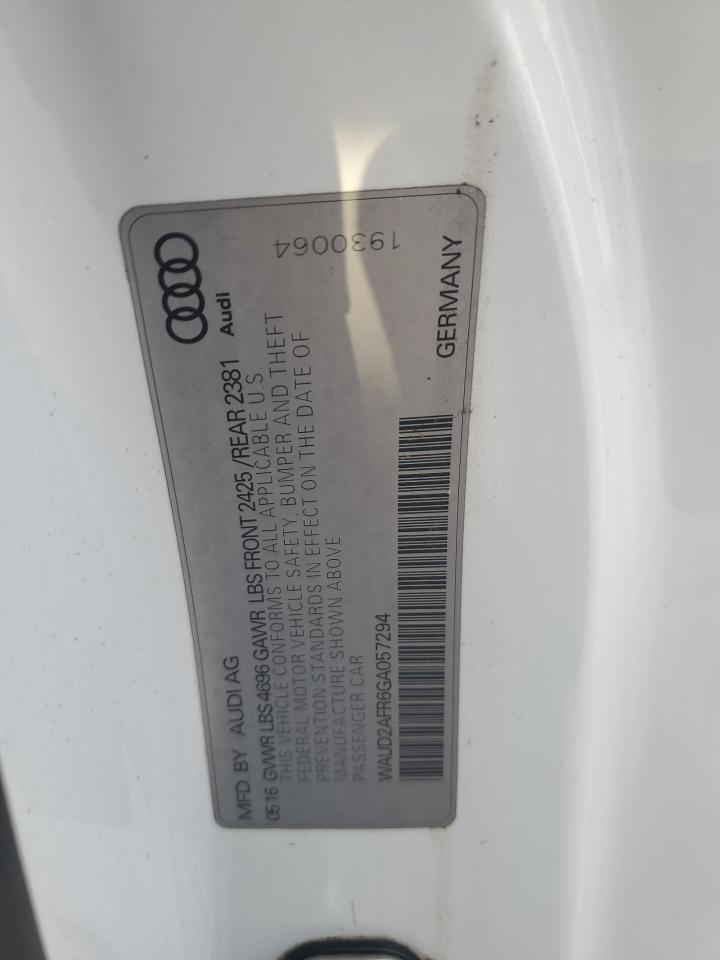 MFD. BY AUDI AG
Audi
0516 GVWR LBS 4696 GAWR LBS FRONT 2425 /REAR 2381
THIS VEHICLE CONFORMS TO ALL APPLICABLE U.S.
FEDERAL MOTOR VEHICLE SAFETY, BUMPER AND THEFT
PREVENTION STANDARDS IN EFFECT ON THE DATE OF
MANUFACTURE SHOWN ABOVE
PASSENGER CAR
1930064
WAUD2AFR6GA057294
GERMANY